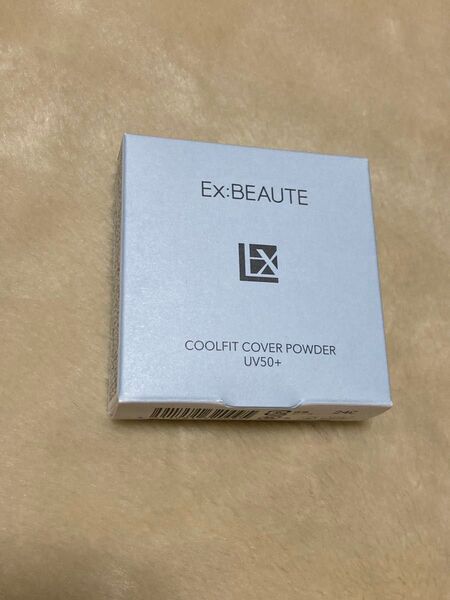 Ex:BEAUTE
EX
COOLFIT COVER POWDER
UV50+